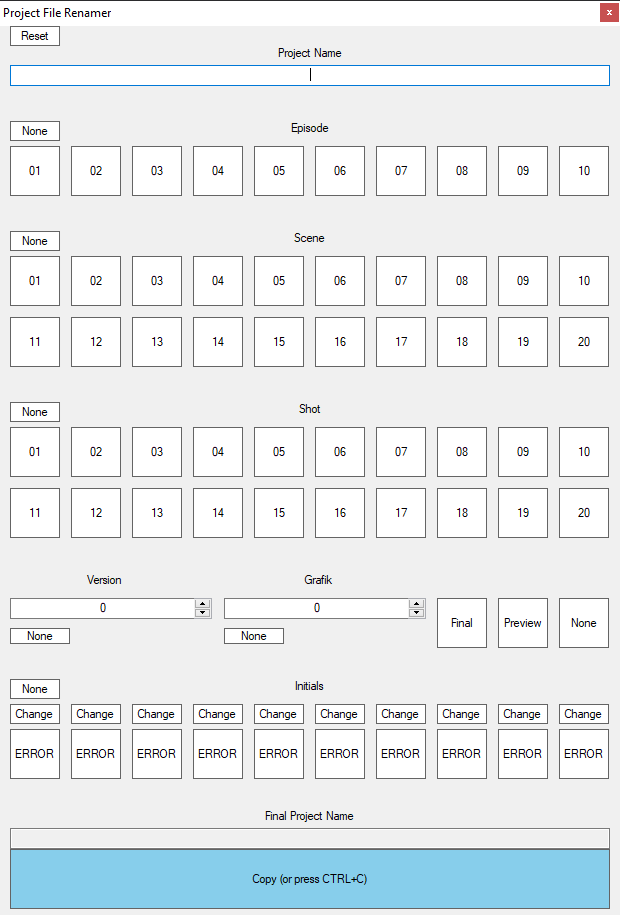 Project File Renamer x
Reset
Project Name
None Episode
01 02 03 04 05 06 07 08 09 10
None Scene
01 02 03 04 05 06 07 08 09 10
11 12 13 14 15 16 17 18 19 20
None Shot
01 02 03 04 05 06 07 08 09 10
11 12 13 14 15 16 17 18 19 20
Version Grafik
0 0 Final Preview None
None None
None Initials
Change Change Change Change Change Change Change Change Change Change
ERROR ERROR ERROR ERROR ERROR ERROR ERROR ERROR ERROR ERROR
Final Project Name
Copy (or press CTRL+C)